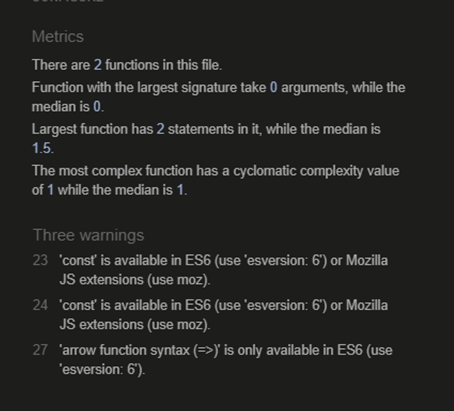 Metrics
There are 2 functions in this file.
Function with the largest signature take 0 arguments, while the
median is 0.
Largest function has 2 statements in it, while the median is
1.5.
The most complex function has a cyclomatic complexity value
of 1 while the median is 1.
Three warnings
23 'const' is available in ES6 (use 'esversion: 6') or Mozilla
JS extensions (use moz).
24 'const' is available in ES6 (use 'esversion: 6') or Mozilla
JS extensions (use moz).
27 'arrow function syntax (=>)' is only available in ES6 (use
'esversion: 6').